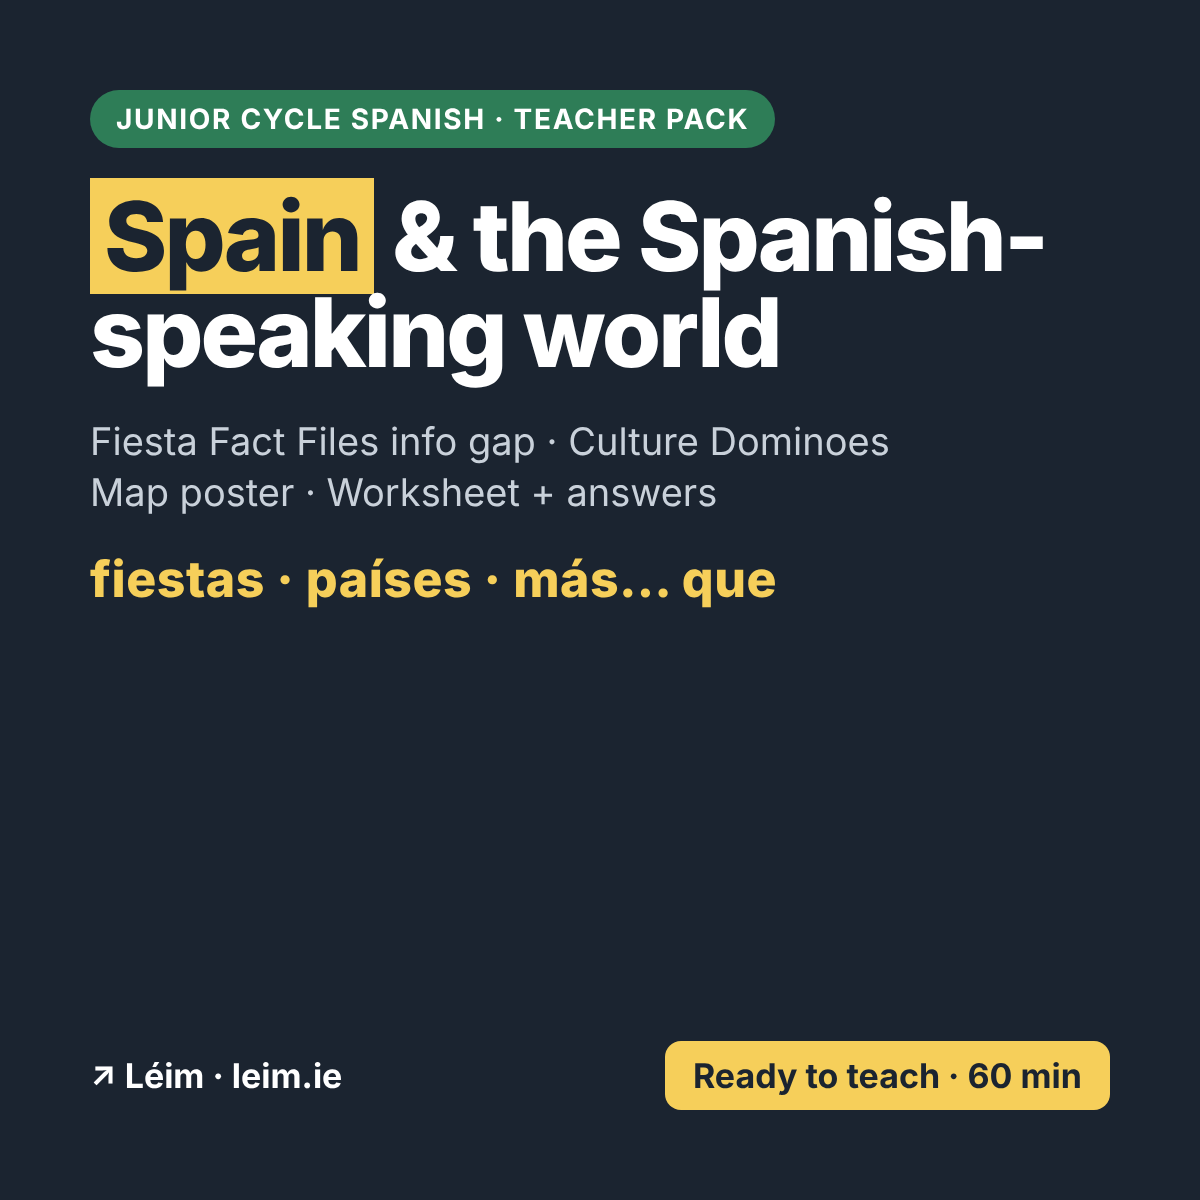 JUNIOR CYCLE SPANISH · TEACHER PACK
Spain & the Spanish-
speaking world
Fiesta Fact Files info gap · Culture Dominoes
Map poster · Worksheet + answers
fiestas · países · más… que
↗ Léim · leim.ie
Ready to teach · 60 min